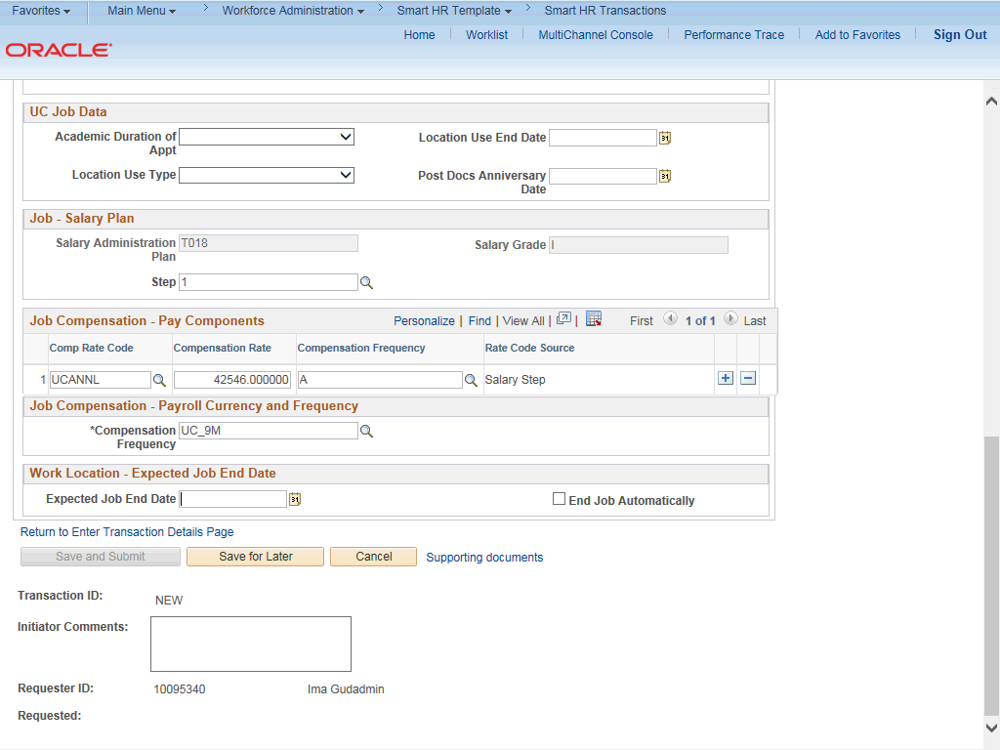 Favorites Main Menu > Workforce Administration > Smart HR Template > Smart HR Transactions
Home Worklist MultiChannel Console Performance Trace Add to Favorites Sign Out
ORACLE
UC Job Data
Academic Duration of Appt
Location Use End Date
Location Use Type
Post Docs Anniversary Date
Job - Salary Plan
Salary Administration Plan T018
Salary Grade I
Step 1
Job Compensation - Pay Components Personalize | Find | View All | | First 1 of 1 Last
Comp Rate Code Compensation Rate Compensation Frequency Rate Code Source
1 UCANNL 42546.000000 A Salary Step + −
Job Compensation - Payroll Currency and Frequency
*Compensation Frequency UC_9M
Work Location - Expected Job End Date
Expected Job End Date End Job Automatically
Return to Enter Transaction Details Page
Save and Submit Save for Later Cancel Supporting documents
Transaction ID: NEW
Initiator Comments:
Requester ID: 10095340 Ima Gudadmin
Requested: